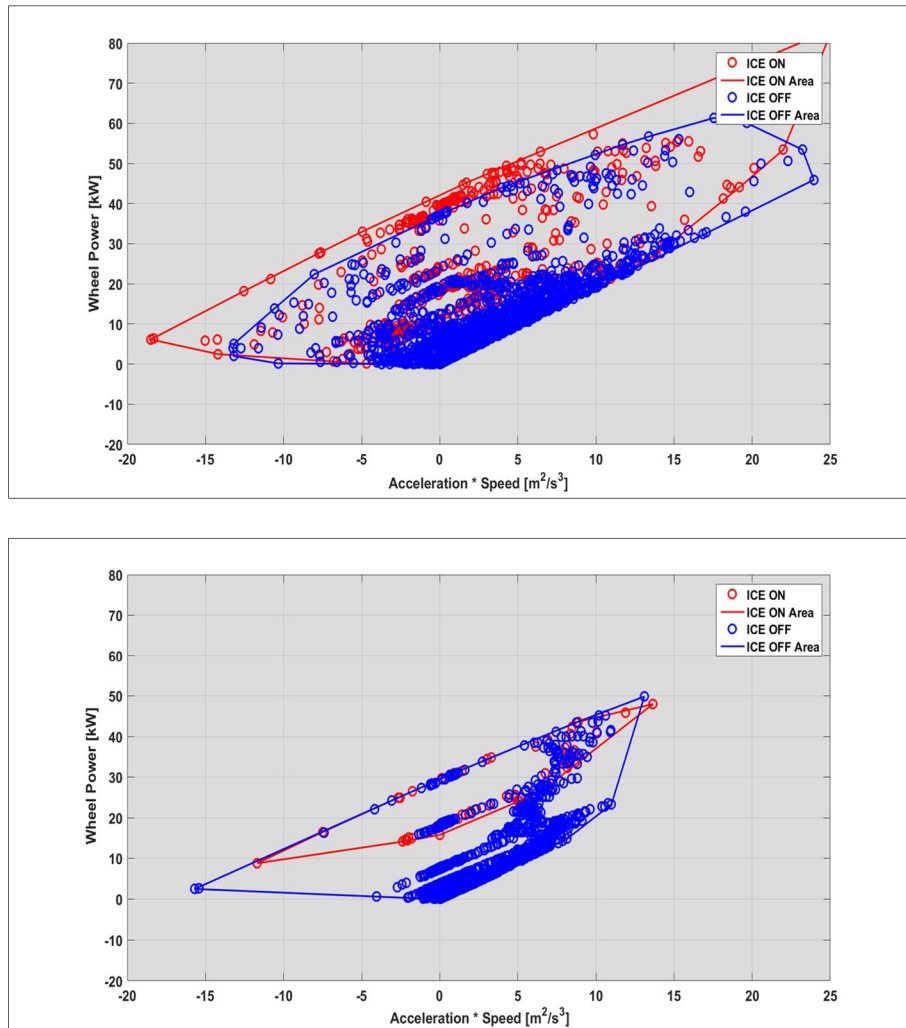 80
70
60
50
40
30
20
10
0
-10
-20
Wheel Power [kW]
ICE ON
ICE ON Area
ICE OFF
ICE OFF Area
-20 -15 -10 -5 0 5 10 15 20 25
Acceleration * Speed [m²/s³]
80
70
60
50
40
30
20
10
0
-10
-20
Wheel Power [kW]
ICE ON
ICE ON Area
ICE OFF
ICE OFF Area
-20 -15 -10 -5 0 5 10 15 20 25
Acceleration * Speed [m²/s³]